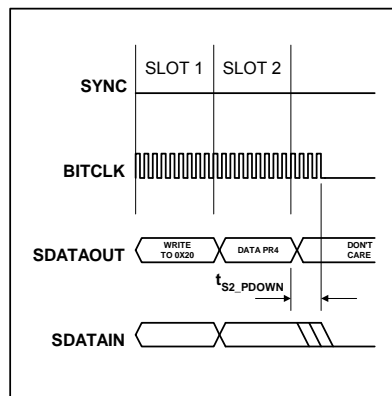 SLOT 1 SLOT 2
SYNC
BITCLK
SDATAOUT
WRITE
TO 0X20
DATA PR4
DON'T
CARE
tS2_PDOWN
SDATAIN